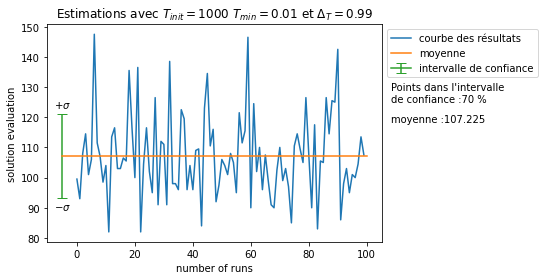 Estimations avec $T_{init}=1000$ $T_{min}=0.01$ et $\Delta_T=0.99$
150
140
130
120
110
100
90
80
solution evaluation
+σ
−σ
0
20
40
60
80
100
number of runs
courbe des résultats
moyenne
intervalle de confiance
Points dans l'intervalle
de confiance :70 %
moyenne :107.225